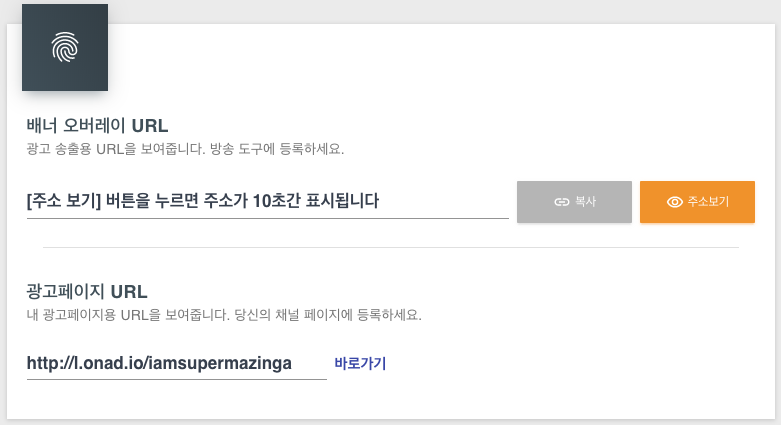 배너 오버레이 URL
광고 송출용 URL을 보여줍니다. 방송 도구에 등록하세요.
[주소 보기] 버튼을 누르면 주소가 10초간 표시됩니다
복사
주소보기
광고페이지 URL
내 광고페이지용 URL을 보여줍니다. 당신의 채널 페이지에 등록하세요.
http://l.onad.io/iamsupermazinga 바로가기